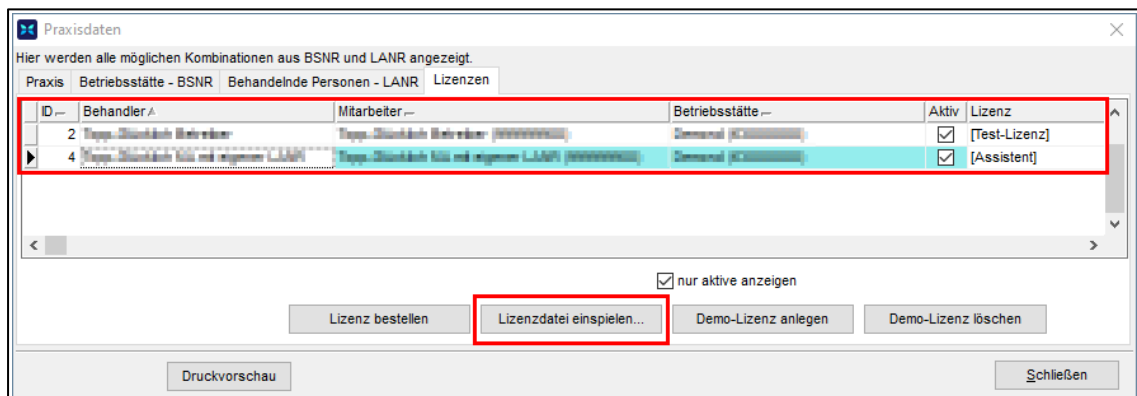 Praxisdaten
Hier werden alle möglichen Kombinationen aus BSNR und LANR angezeigt.
Praxis Betriebsstätte - BSNR Behandelnde Personen - LANR Lizenzen
ID Behandler Mitarbeiter Betriebsstätte Aktiv Lizenz
2 [Test-Lizenz]
4 [Assistent]
nur aktive anzeigen
Lizenz bestellen Lizenzdatei einspielen... Demo-Lizenz anlegen Demo-Lizenz löschen
Druckvorschau Schließen